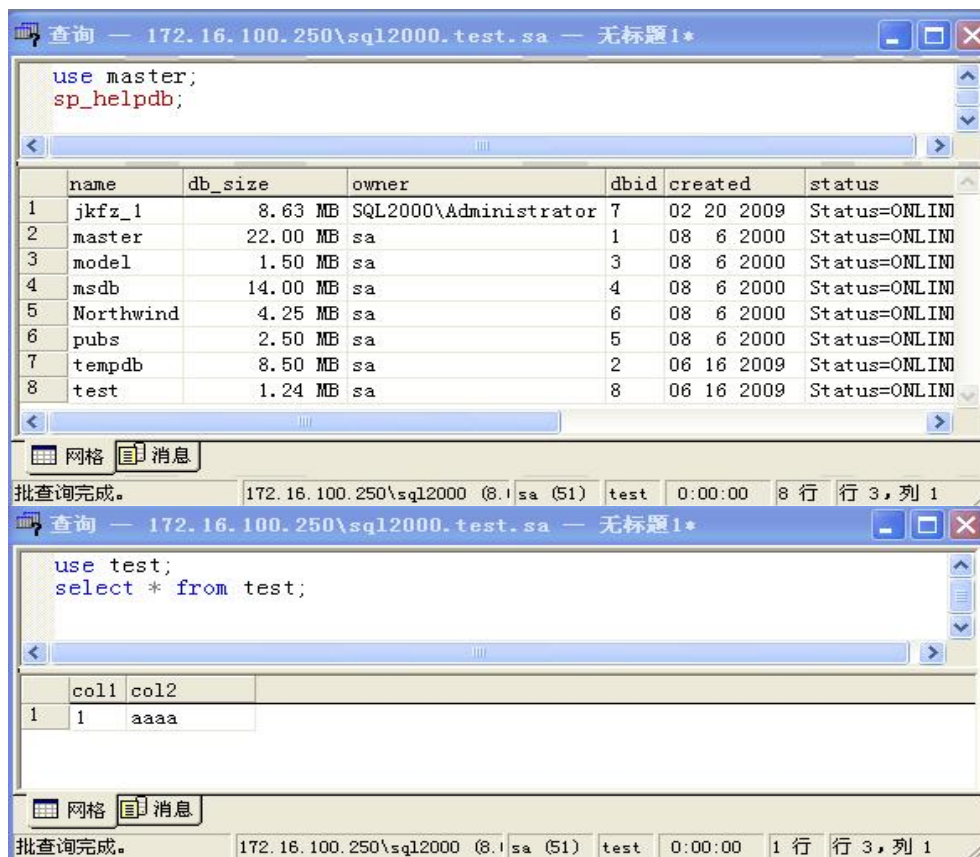 查询 — 172.16.100.250\sql2000.test.sa — 无标题1*
use master;
sp_helpdb;
name db_size owner dbid created status
1 jkfz_1 8.63 MB SQL2000\Administrator 7 02 20 2009 Status=ONLIN
2 master 22.00 MB sa 1 08 6 2000 Status=ONLIN
3 model 1.50 MB sa 3 08 6 2000 Status=ONLIN
4 msdb 14.00 MB sa 4 08 6 2000 Status=ONLIN
5 Northwind 4.25 MB sa 6 08 6 2000 Status=ONLIN
6 pubs 2.50 MB sa 5 08 6 2000 Status=ONLIN
7 tempdb 8.50 MB sa 2 06 16 2009 Status=ONLIN
8 test 1.24 MB sa 8 06 16 2009 Status=ONLIN
网格 消息
批查询完成。 172.16.100.250\sql2000 (8. sa (51) test 0:00:00 8 行 行 3, 列 1
查询 — 172.16.100.250\sql2000.test.sa — 无标题1*
use test;
select * from test;
col1 col2
1 1 aaaa
网格 消息
批查询完成。 172.16.100.250\sql2000 (8. sa (51) test 0:00:00 1 行 行 3, 列 1